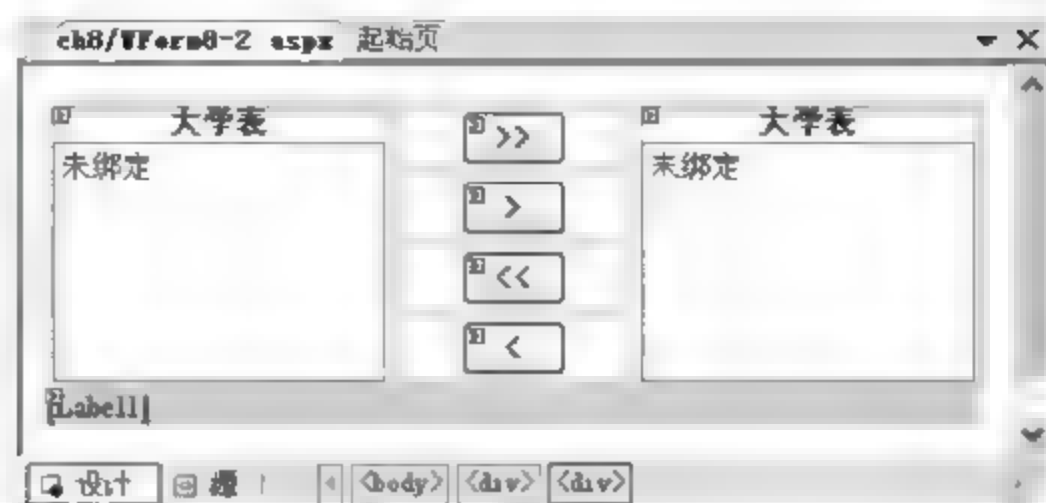 ch8/WForm8-2 aspx 起始页
大学表 >> 大学表
未绑定 未绑定
>
<<
<
Label1
设计 源 <body> <div> <div>